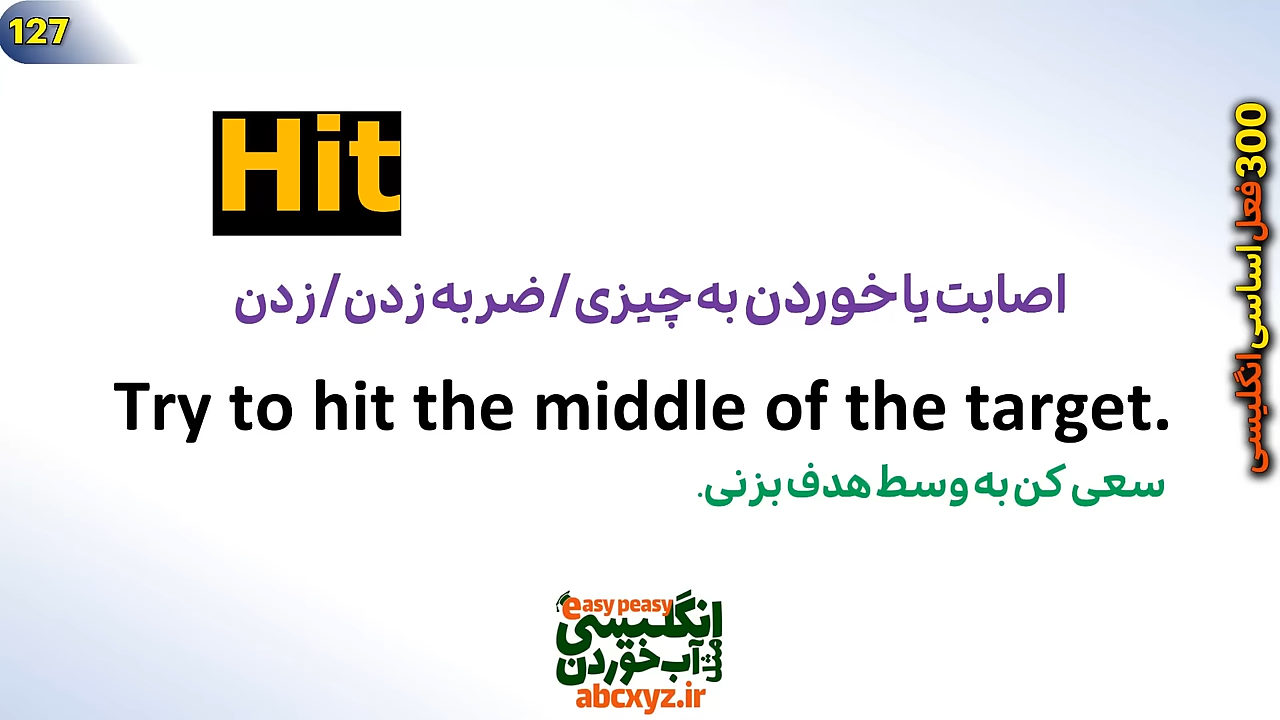 127
Hit
اصابت یا خوردن به چیزی/ضربه زدن/زدن
Try to hit the middle of the target.
سعی کن به وسط هدف بزنی.
300 فعل اساسی انگلیسی
easy peasy
انگلیسی
مثل آب خوردن
abcxyz.ir